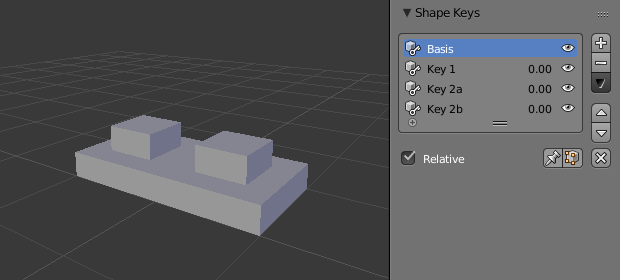 Shape Keys
Basis
Key 1 0.00
Key 2a 0.00
Key 2b 0.00
Relative